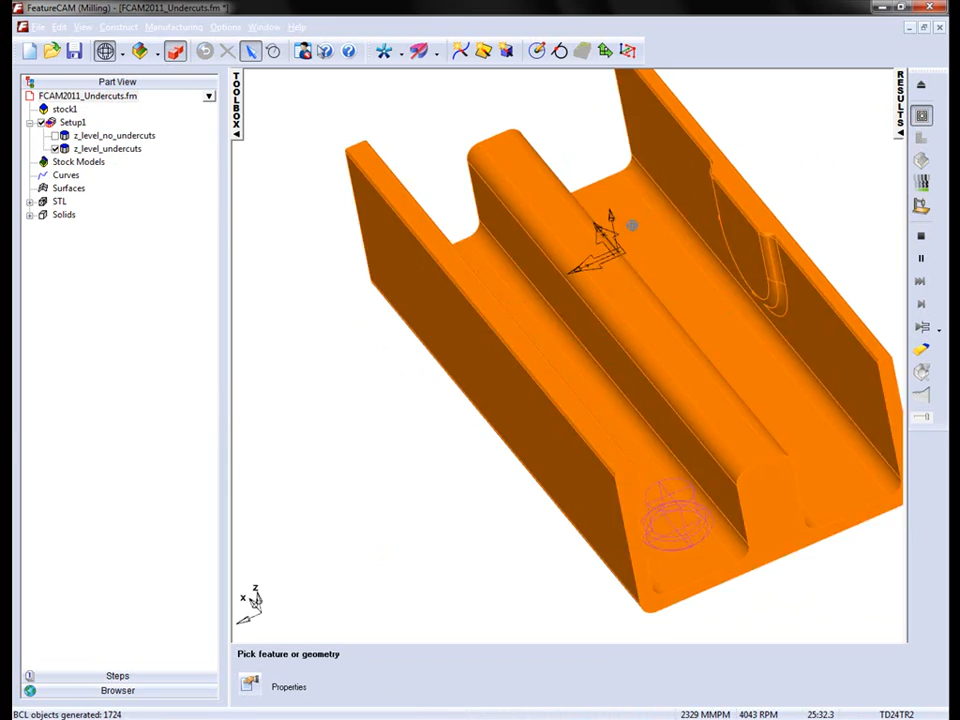 FeatureCAM (Milling) - [FCAM2011_Undercuts.fm *]
File Edit View Construct Manufacturing Options Window Help
Part View
FCAM2011_Undercuts.fm
stock1
Setup1
z_level_no_undercuts
z_level_undercuts
Stock Models
Curves
Surfaces
STL
Solids
TOOLBOX
RESULTS
z
x
Steps
Browser
Pick feature or geometry
Properties
BCL objects generated: 1724
2329 MMPM 4043 RPM 25:32.3 TD24TR2